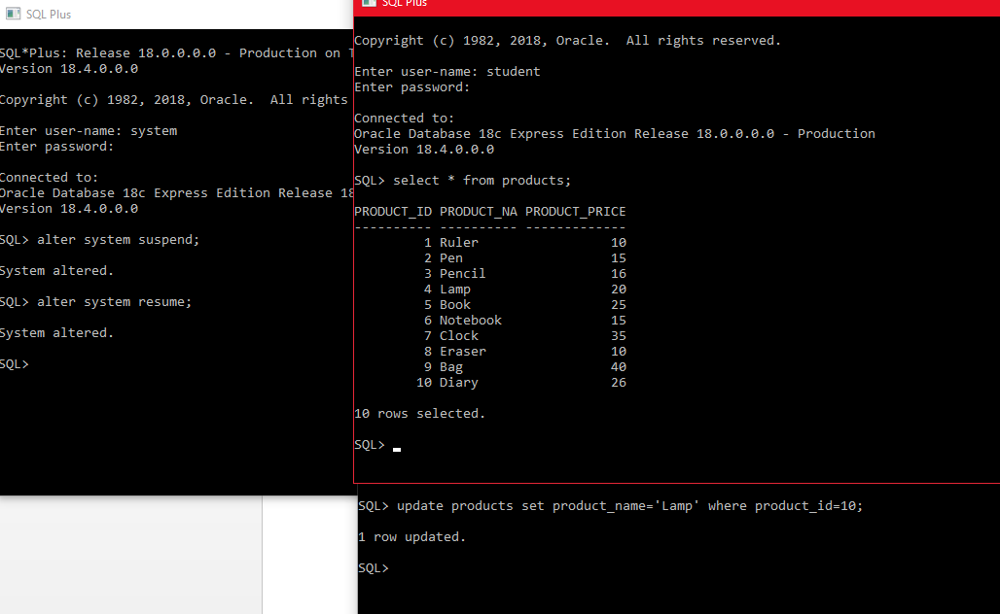 SQL Plus
SQL*Plus: Release 18.0.0.0.0 - Production on
Version 18.4.0.0.0
Copyright (c) 1982, 2018, Oracle.  All rights
Enter user-name: system
Enter password:
Connected to:
Oracle Database 18c Express Edition Release 18
Version 18.4.0.0.0
SQL> alter system suspend;
System altered.
SQL> alter system resume;
System altered.
SQL>
SQL Plus
Copyright (c) 1982, 2018, Oracle.  All rights reserved.
Enter user-name: student
Enter password:
Connected to:
Oracle Database 18c Express Edition Release 18.0.0.0.0 - Production
Version 18.4.0.0.0
SQL> select * from products;
PRODUCT_ID PRODUCT_NA PRODUCT_PRICE
---------- ---------- -------------
1 Ruler 10
2 Pen 15
3 Pencil 16
4 Lamp 20
5 Book 25
6 Notebook 15
7 Clock 35
8 Eraser 10
9 Bag 40
10 Diary 26
10 rows selected.
SQL>
SQL> update products set product_name='Lamp' where product_id=10;
1 row updated.
SQL>